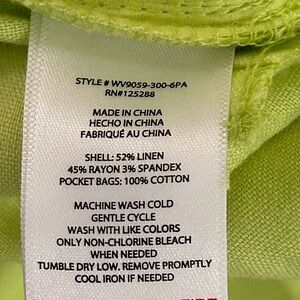 STYLE # WV9059-300-6PA
RN#125288
MADE IN CHINA
HECHO IN CHINA
FABRIQUÉ AU CHINA
SHELL: 52% LINEN
45% RAYON 3% SPANDEX
POCKET BAGS: 100% COTTON
MACHINE WASH COLD
GENTLE CYCLE
WASH WITH LIKE COLORS
ONLY NON-CHLORINE BLEACH
WHEN NEEDED
TUMBLE DRY LOW. REMOVE PROMPTLY
COOL IRON IF NEEDED